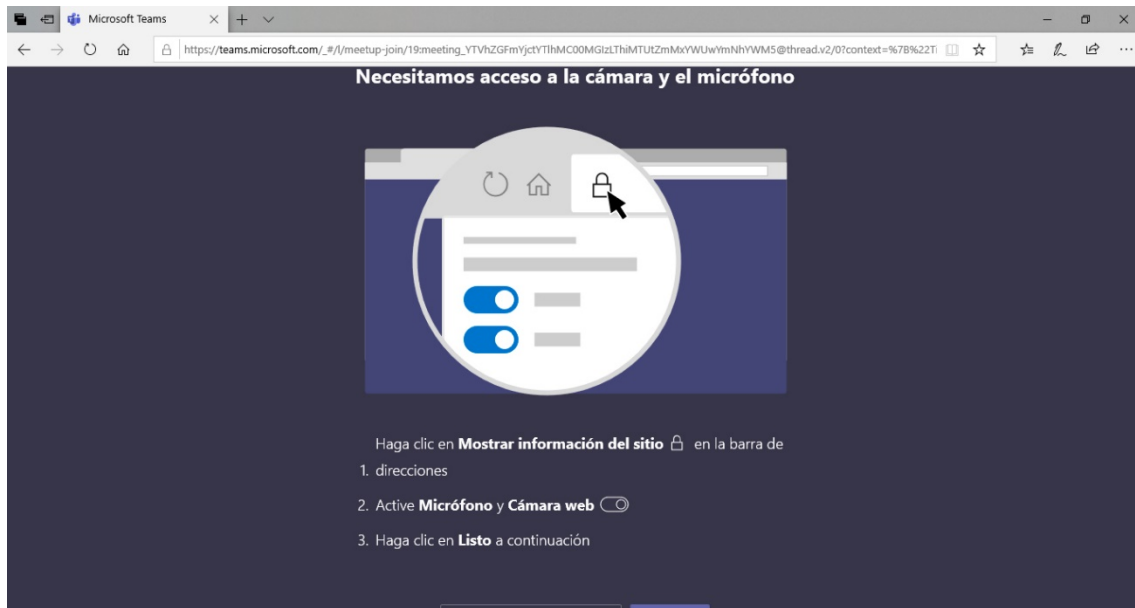 Microsoft Teams
https://teams.microsoft.com/_#/l/meetup-join/19:meeting_YTVhZGFmYjctYTlhMC00MGIzLThiMTUtZmMxYWUwYmNhYWM5@thread.v2/0?context=%7B%22Ti
Necesitamos acceso a la cámara y el micrófono
Haga clic en Mostrar información del sitio en la barra de
1. direcciones
2. Active Micrófono y Cámara web
3. Haga clic en Listo a continuación